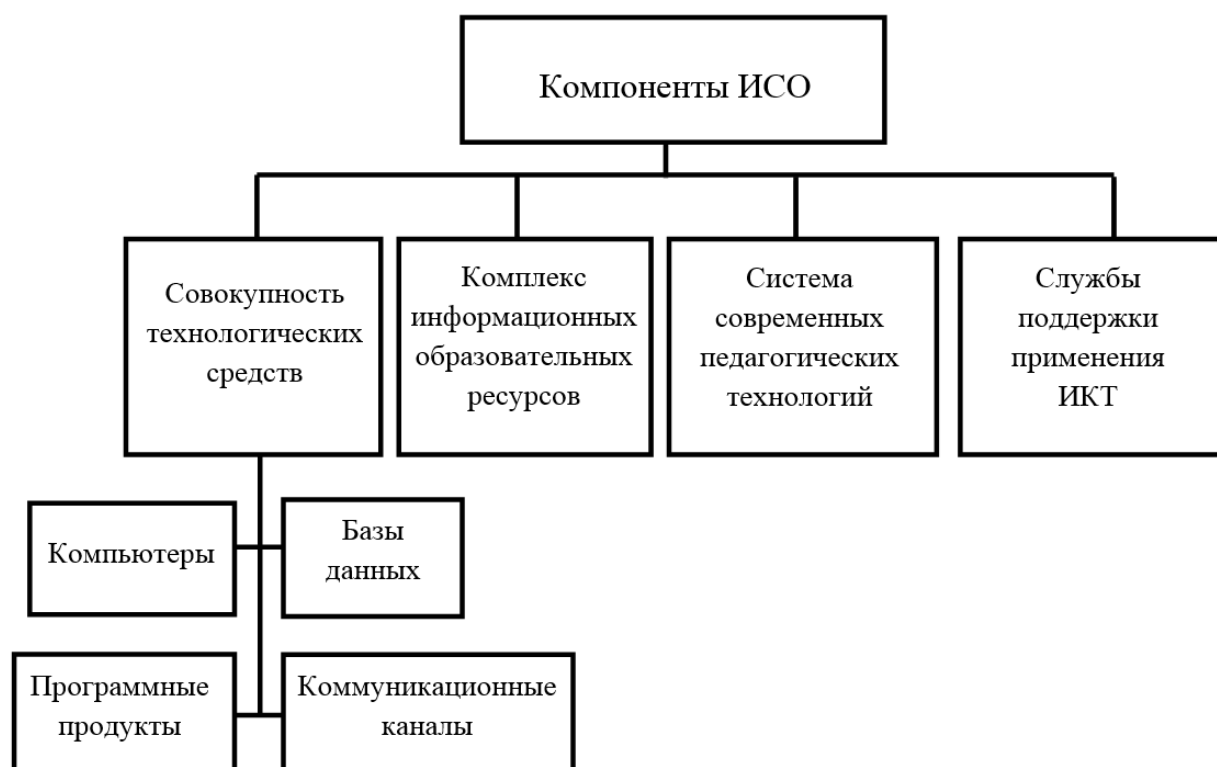 Компоненты ИСО
Совокупность
технологических
средств
Комплекс
информационных
образовательных
ресурсов
Система
современных
педагогических
технологий
Службы
поддержки
применения
ИКТ
Компьютеры
Базы
данных
Программные
продукты
Коммуникационные
каналы